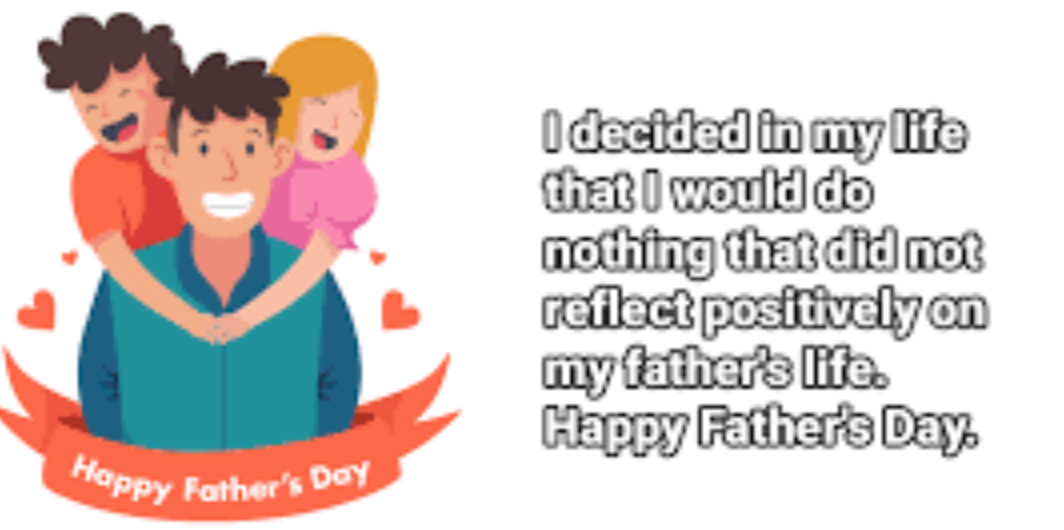 I decided in my life
that I would do
nothing that did not
reflect positively on
my father's life.
Happy Father's Day.
Happy Father's Day